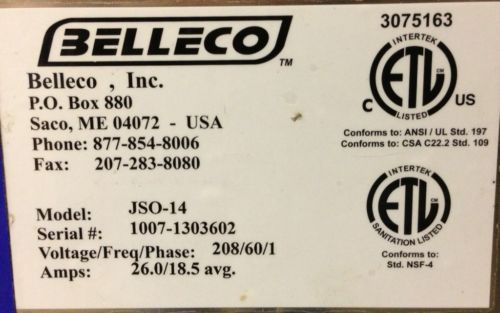 BELLECO
TM
Belleco , Inc.
P.O. Box 880
Saco, ME 04072 - USA
Phone: 877-854-8006
Fax: 207-283-8080
Model: JSO-14
Serial #: 1007-1303602
Voltage/Freq/Phase: 208/60/1
Amps: 26.0/18.5 avg.
3075163
INTERTEK
C ETL CM US
LISTED
Conforms to: ANSI / UL Std. 197
Conforms to: CSA C22.2 Std. 109
INTERTEK
ETL CM
SANITATION LISTED
Conforms to:
Std. NSF-4